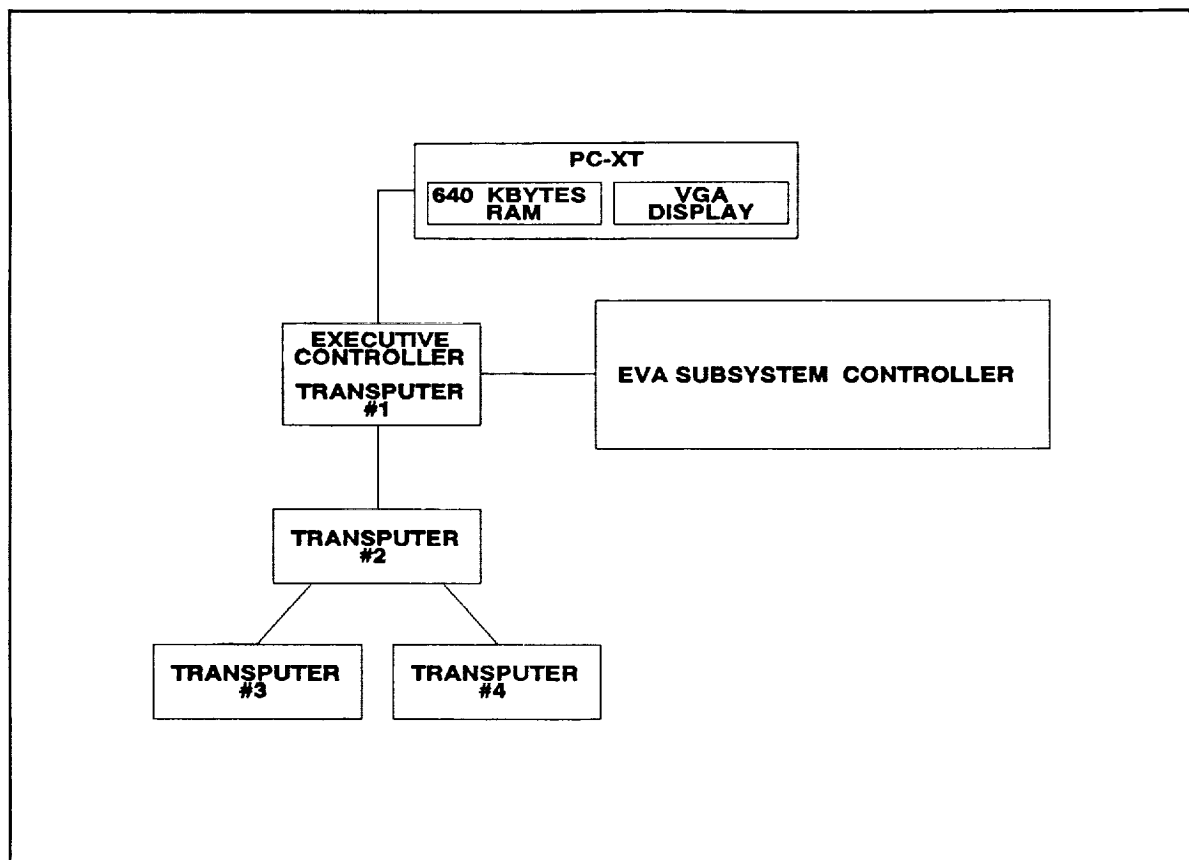 PC-XT
640 KBYTES
RAM
VGA
DISPLAY
EXECUTIVE
CONTROLLER
TRANSPUTER
#1
EVA SUBSYSTEM CONTROLLER
TRANSPUTER
#2
TRANSPUTER
#3
TRANSPUTER
#4